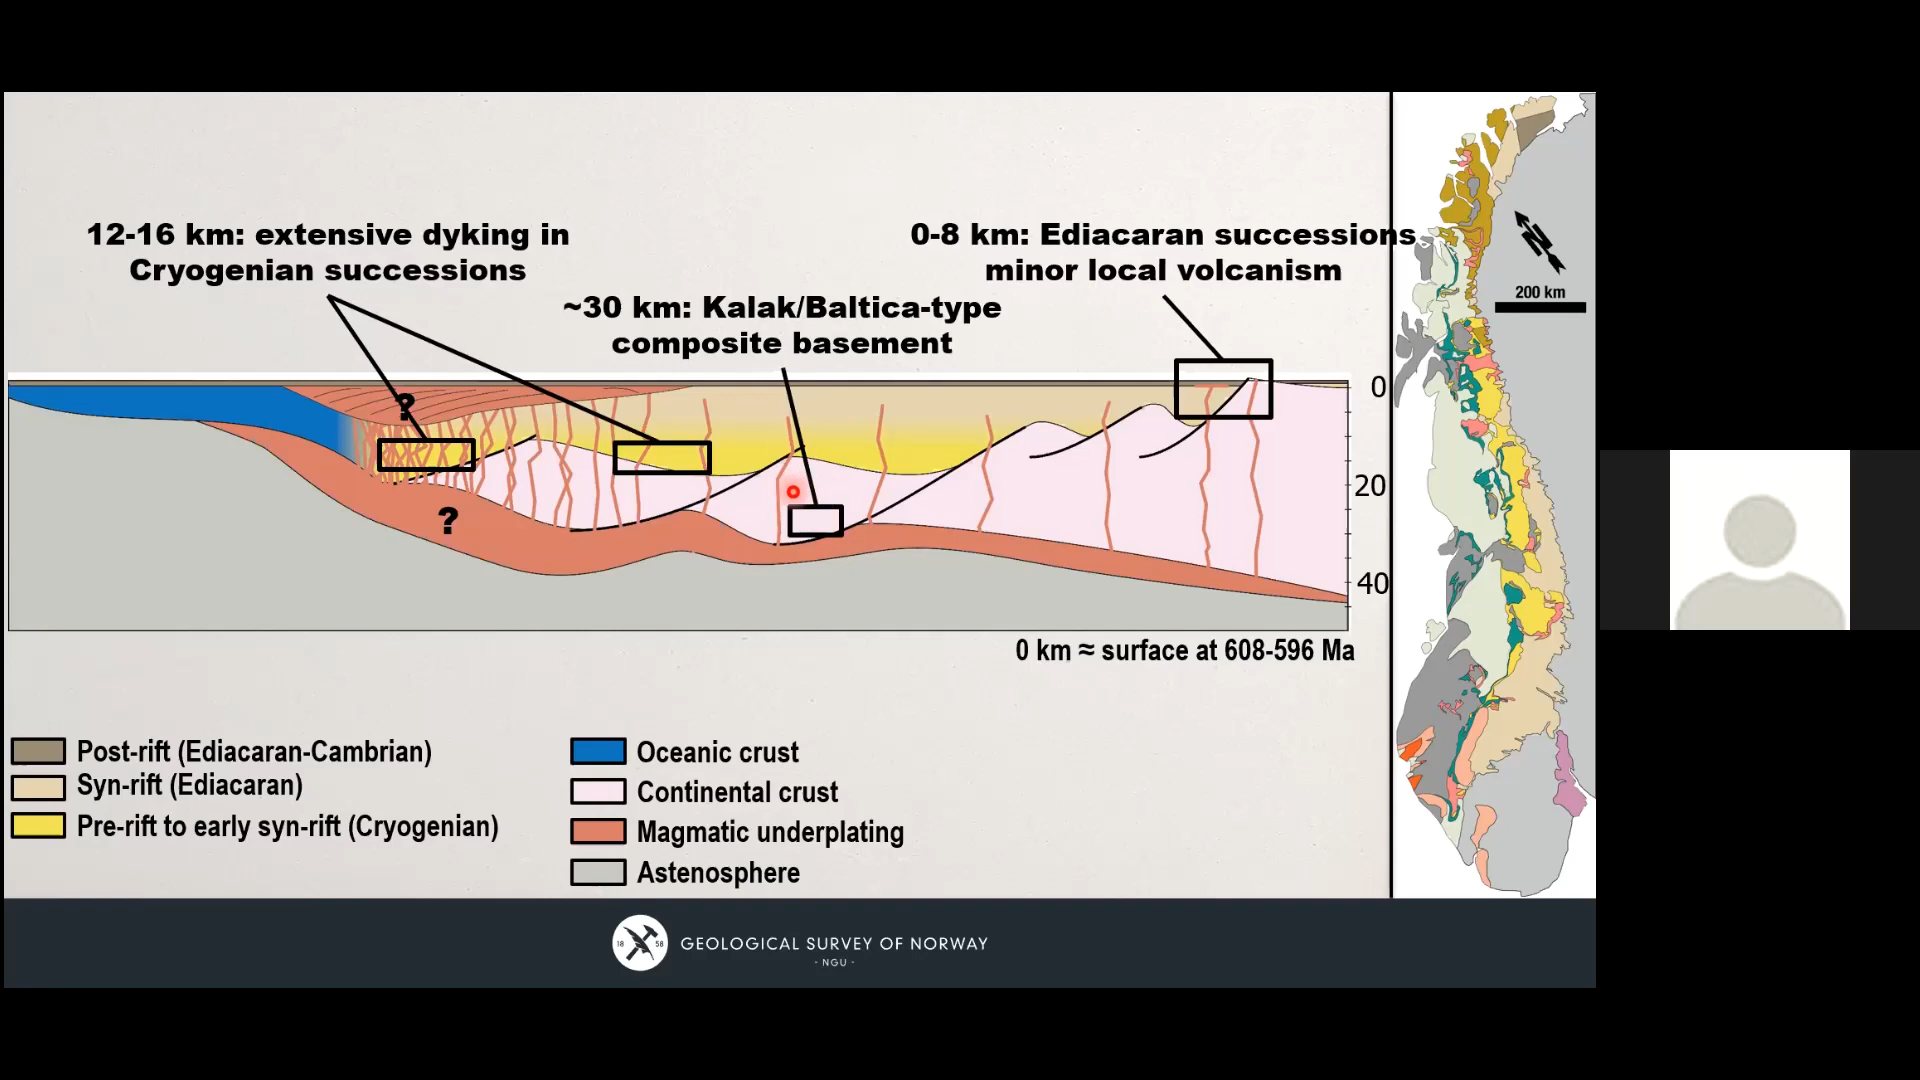 12-16 km: extensive dyking in
Cryogenian successions
0-8 km: Ediacaran successions
minor local volcanism
~30 km: Kalak/Baltica-type
composite basement
N
200 km
?
?
0
20
40
0 km ≈ surface at 608-596 Ma
Post-rift (Ediacaran-Cambrian)
Syn-rift (Ediacaran)
Pre-rift to early syn-rift (Cryogenian)
Oceanic crust
Continental crust
Magmatic underplating
Astenosphere
18 58
GEOLOGICAL SURVEY OF NORWAY
- NGU -